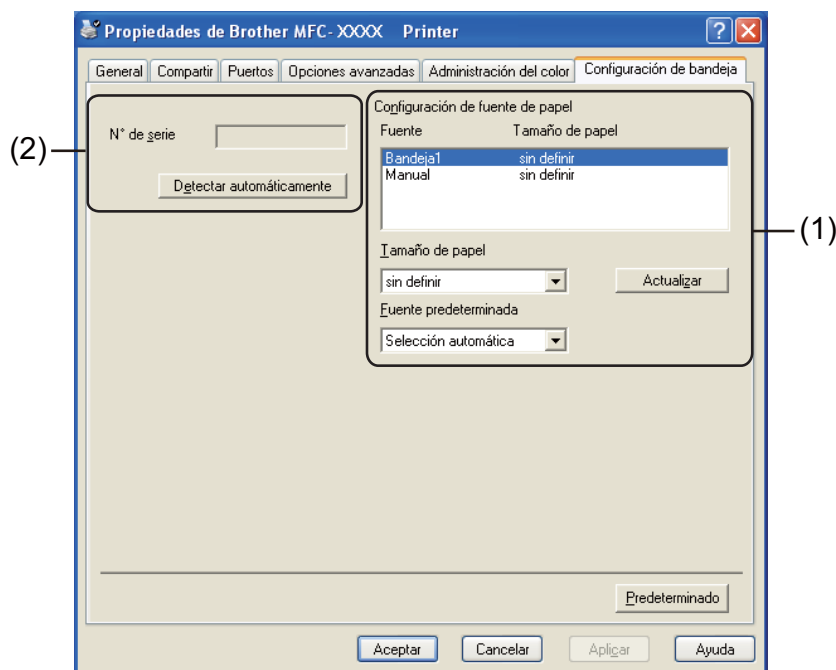 Propiedades de Brother MFC- XXXX Printer
General Compartir Puertos Opciones avanzadas Administración del color Configuración de bandeja
(2)
N° de serie
Detectar automáticamente
Configuración de fuente de papel
Fuente Tamaño de papel
Bandeja1 sin definir
Manual sin definir
(1)
Tamaño de papel
sin definir
Actualizar
Fuente predeterminada
Selección automática
Predeterminado
Aceptar Cancelar Aplicar Ayuda